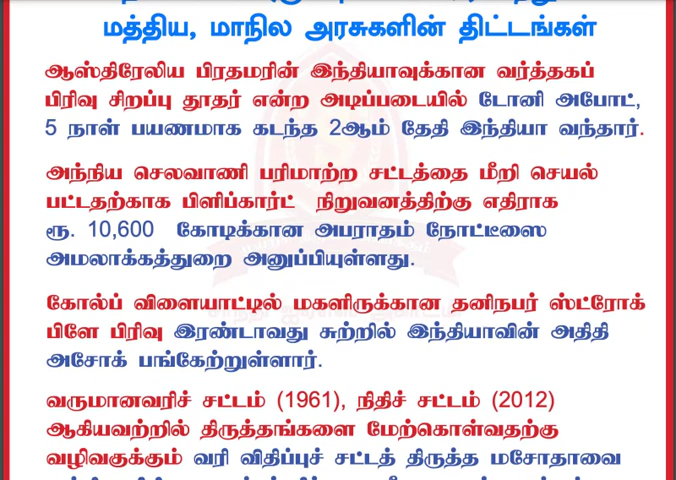 மத்திய, மாநில அரசுகளின் திட்டங்கள்
ஆஸ்திரேலிய பிரதமரின் இந்தியாவுக்கான வர்த்தகப்
பிரிவு சிறப்பு தூதர் என்ற அடிப்படையில் டோனி அபோட்,
5 நாள் பயணமாக கடந்த 2ஆம் தேதி இந்தியா வந்தார்.
அந்நிய செலவாணி பரிமாற்ற சட்டத்தை மீறி செயல்
பட்டதற்காக பிளிப்கார்ட் நிறுவனத்திற்கு எதிராக
ரூ. 10,600 கோடிக்கான அபராதம் நோட்டீஸை
அமலாக்கத்துறை அனுப்பியுள்ளது.
கோல்ப் விளையாட்டில் மகளிருக்கான தனிநபர் ஸ்ட்ரோக்
பிளே பிரிவு இரண்டாவது சுற்றில் இந்தியாவின் அதிதி
அசோக் பங்கேற்றுள்ளார்.
வருமானவரிச் சட்டம் (1961), நிதிச் சட்டம் (2012)
ஆகியவற்றில் திருத்தங்களை மேற்கொள்வதற்கு
வழிவகுக்கும் வரி விதிப்புச் சட்டத் திருத்த மசோதாவை